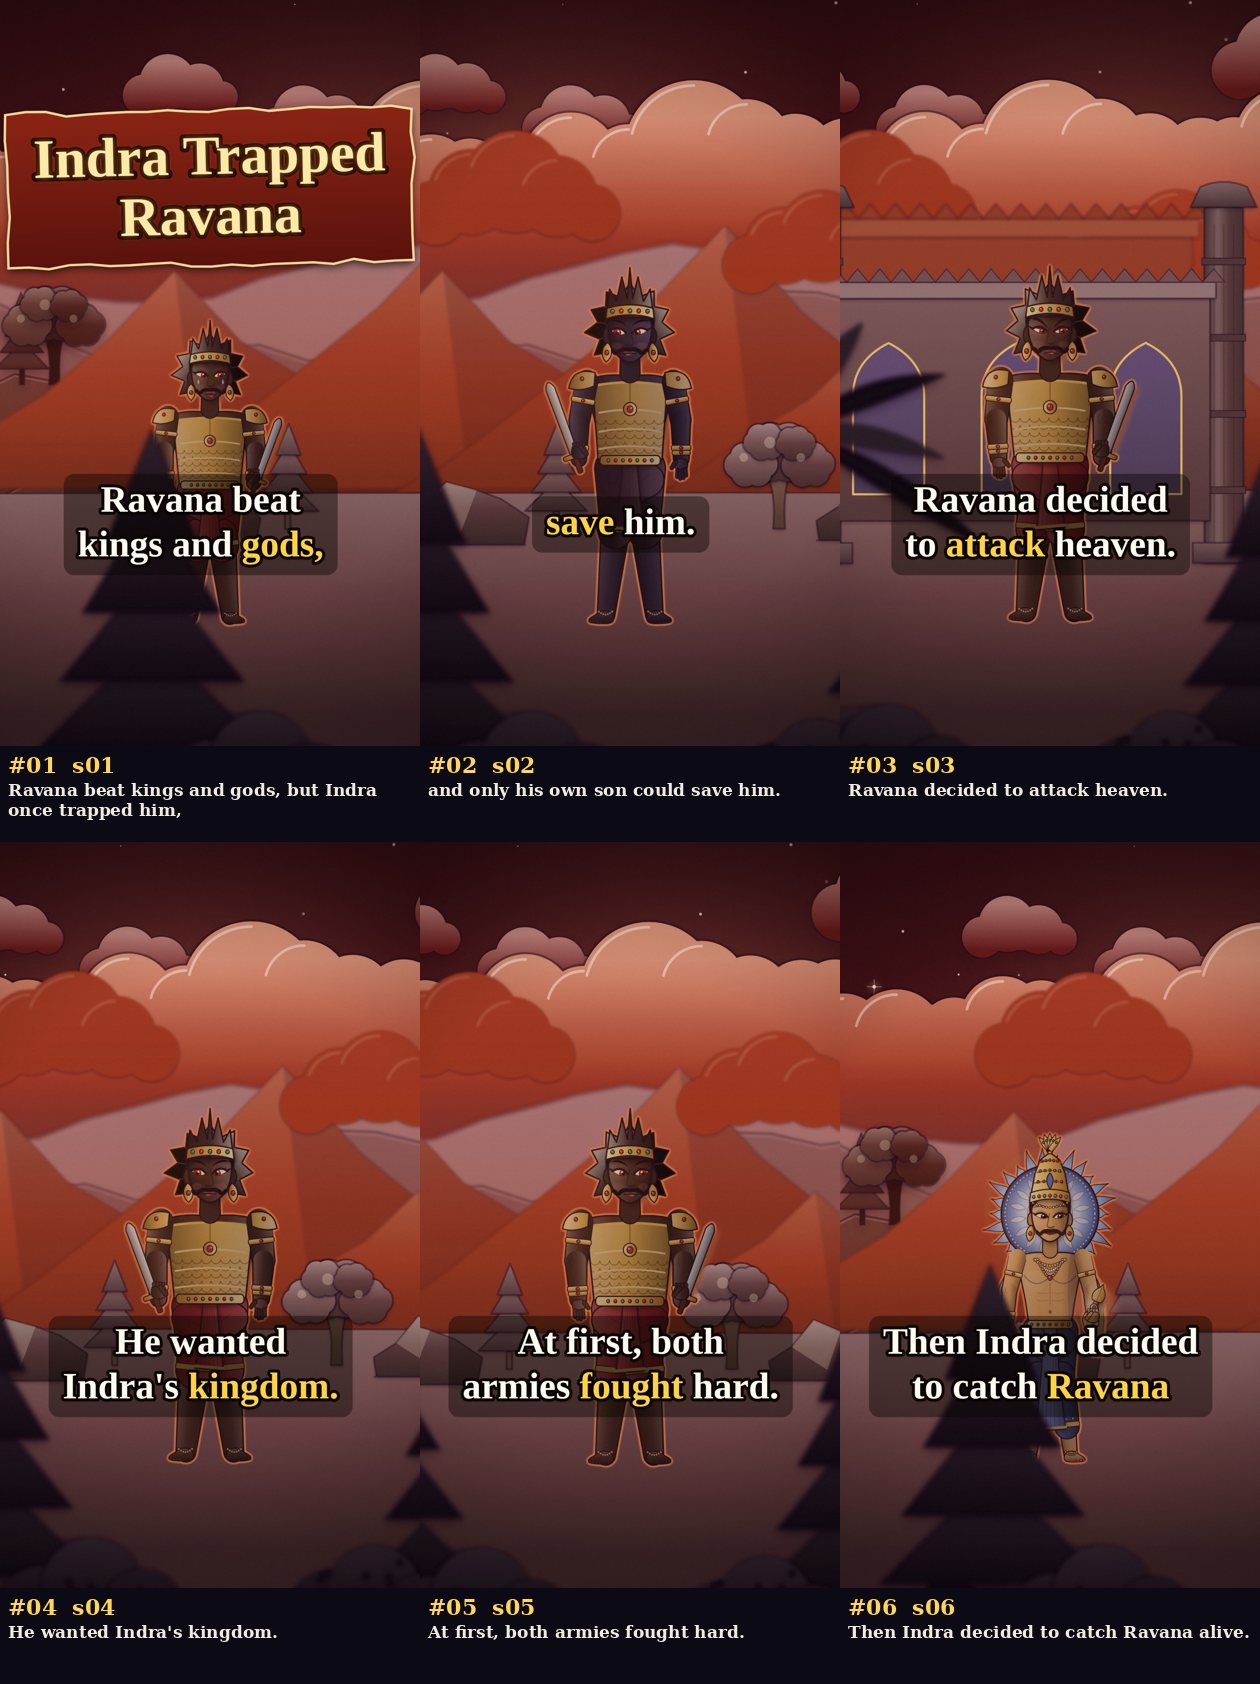 Indra Trapped
Ravana
Ravana beat
kings and gods,
#01 s01
Ravana beat kings and gods, but Indra
once trapped him,
save him.
#02 s02
and only his own son could save him.
Ravana decided
to attack heaven.
#03 s03
Ravana decided to attack heaven.
He wanted
Indra's kingdom.
#04 s04
He wanted Indra's kingdom.
At first, both
armies fought hard.
#05 s05
At first, both armies fought hard.
Then Indra decided
to catch Ravana
#06 s06
Then Indra decided to catch Ravana alive.